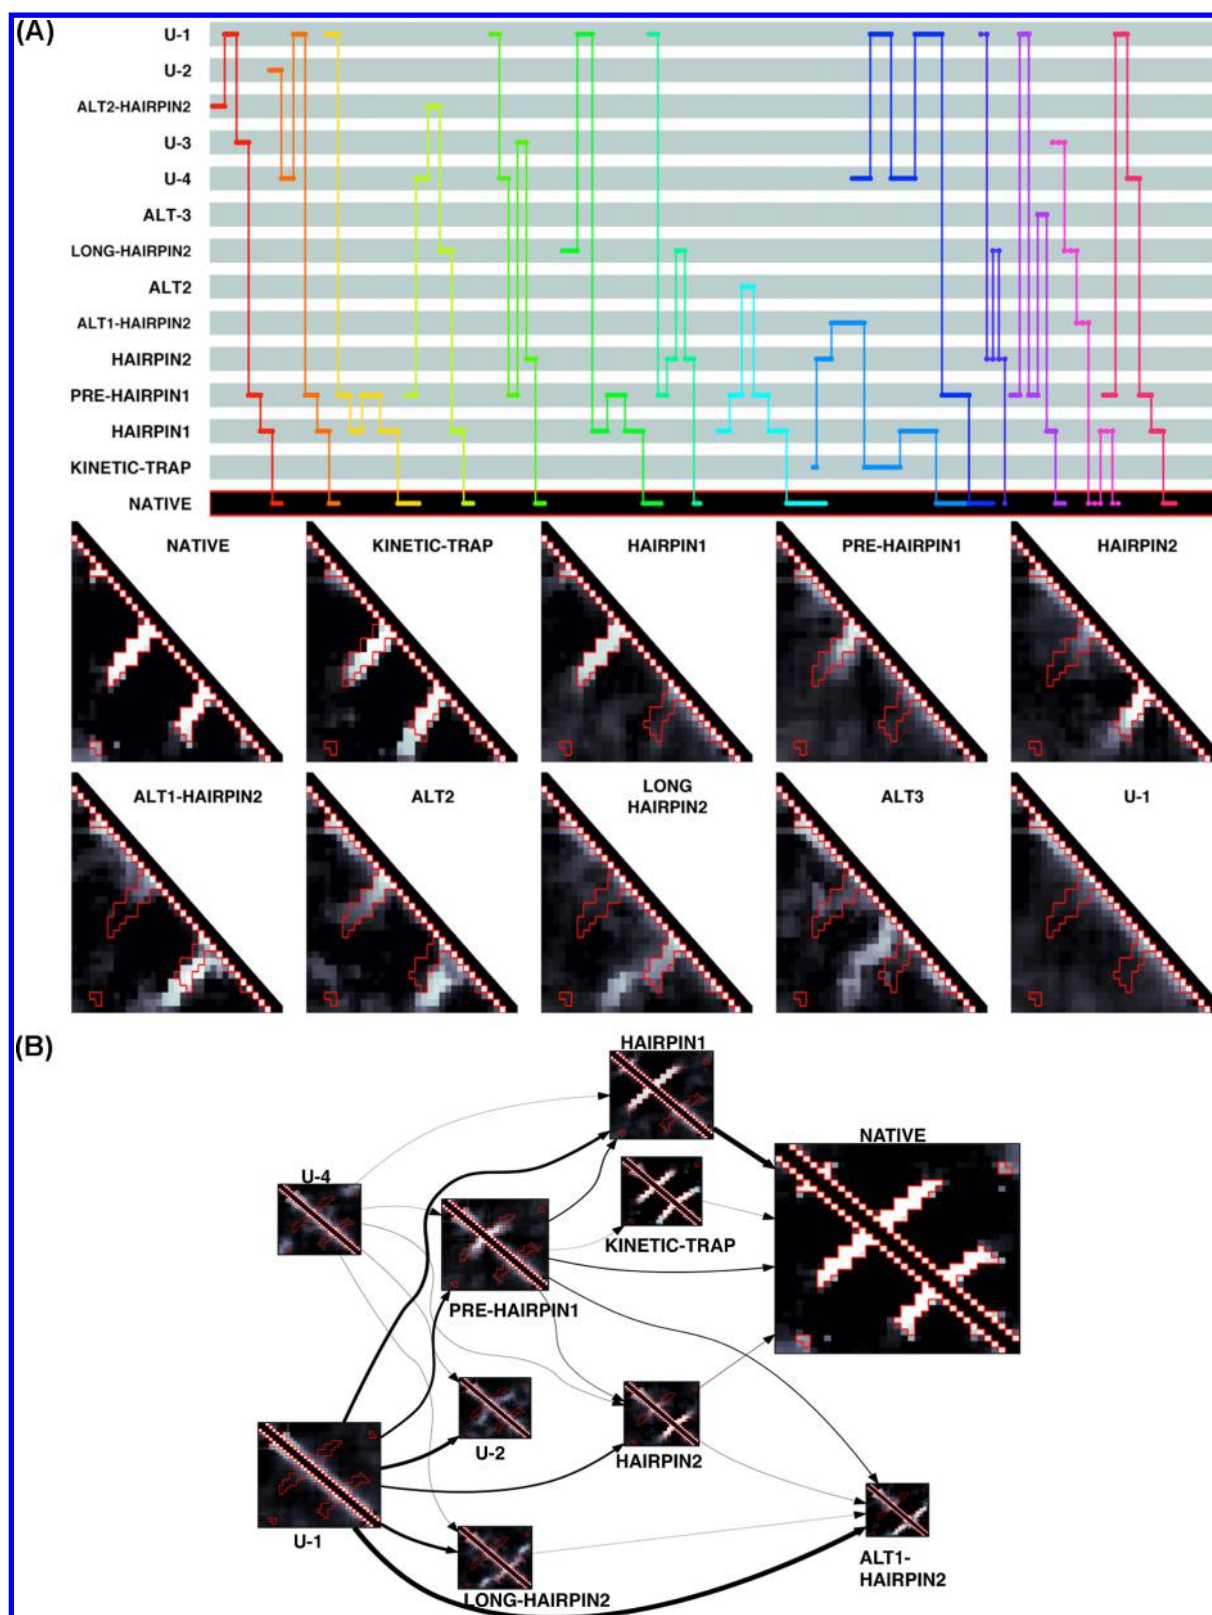 (A)
U-1
U-2
ALT2-HAIRPIN2
U-3
U-4
ALT-3
LONG-HAIRPIN2
ALT2
ALT1-HAIRPIN2
HAIRPIN2
PRE-HAIRPIN1
HAIRPIN1
KINETIC-TRAP
NATIVE
NATIVE
KINETIC-TRAP
HAIRPIN1
PRE-HAIRPIN1
HAIRPIN2
ALT1-HAIRPIN2
ALT2
LONG
HAIRPIN2
ALT3
U-1
(B)
HAIRPIN1
NATIVE
U-4
KINETIC-TRAP
PRE-HAIRPIN1
U-2
HAIRPIN2
U-1
LONG-HAIRPIN2
ALT1-
HAIRPIN2